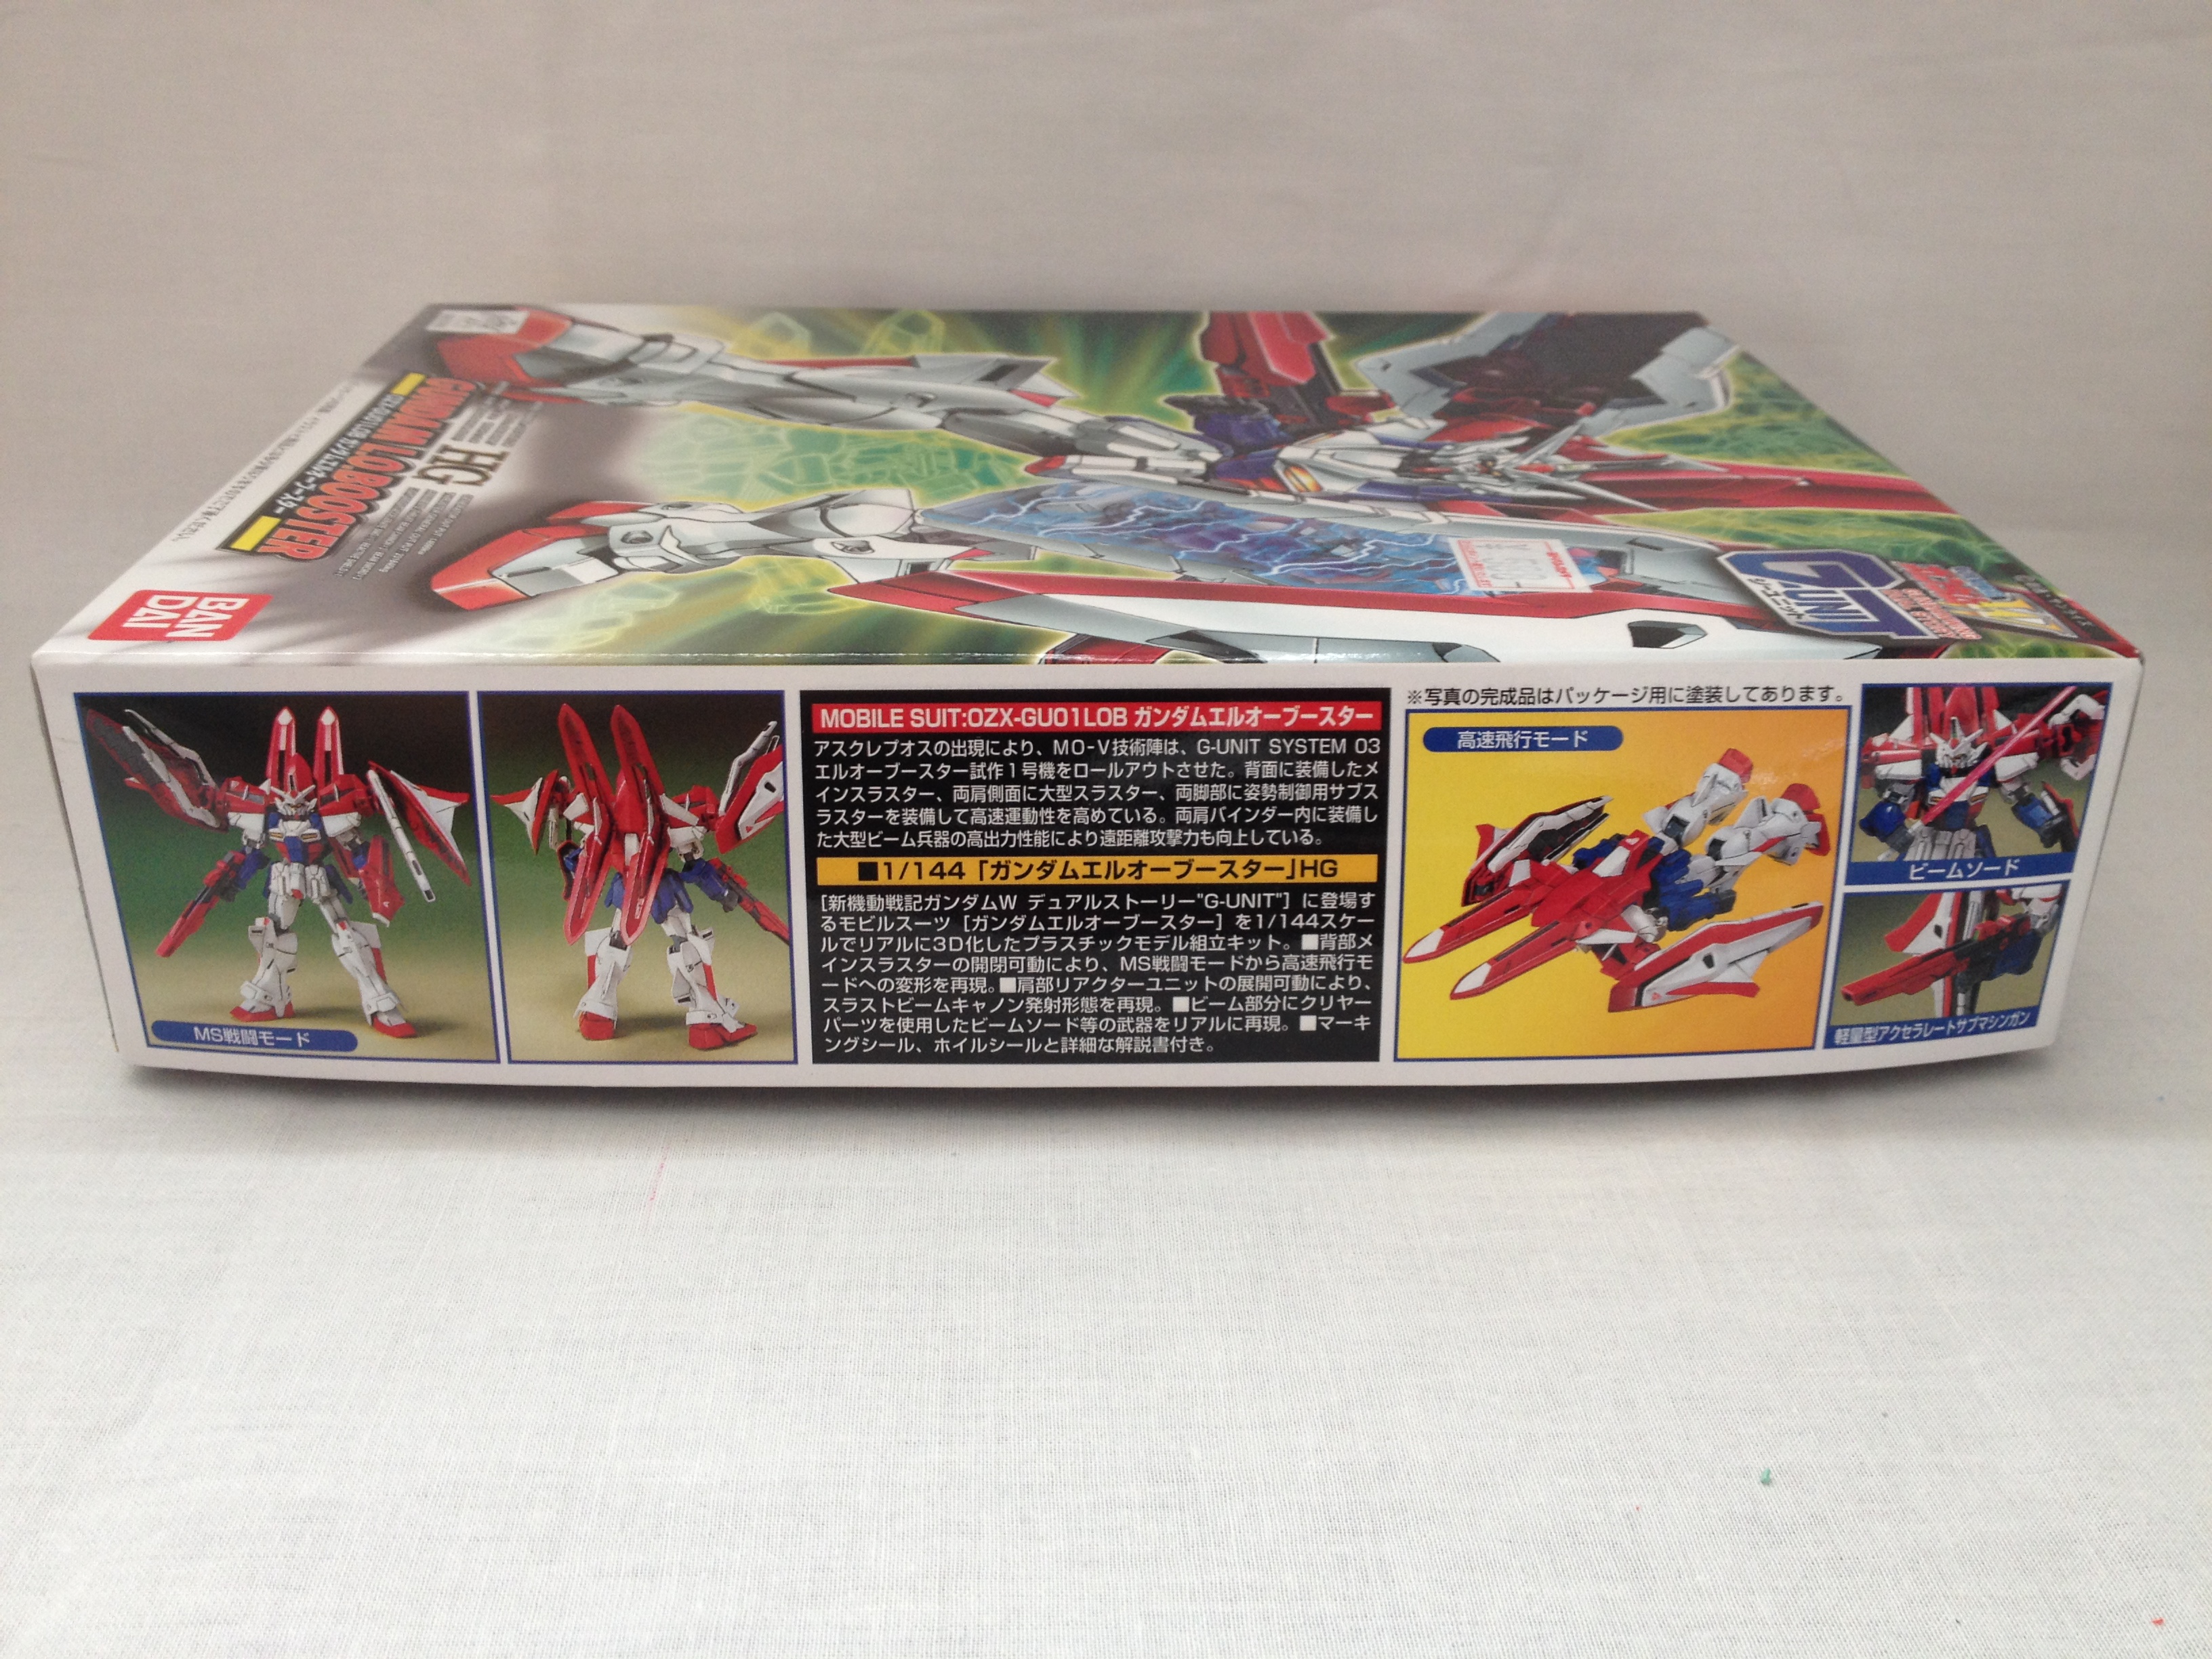 HG
GUNDAM L.O.BOOSTER
BAN
DAI
G-UNIT
MOBILE SUIT:OZX-GU01LOB ガンダムエルオーブースター
アスクレプオスの出現により、MO-V技術陣は、G-UNIT SYSTEM 03
エルオーブースター試作1号機をロールアウトさせた。背面に装備したメ
インスラスター、両肩側面に大型スラスター、両脚部に姿勢制御用サブス
ラスターを装備して高速運動性を高めている。両肩バインダー内に装備し
た大型ビーム兵器の高出力性能により遠距離攻撃力も向上している。
■1/144「ガンダムエルオーブースター」HG
[新機動戦記ガンダムW デュアルストーリー"G-UNIT"]に登場す
るモビルスーツ[ガンダムエルオーブースター]を1/144スケー
ルでリアルに3D化したプラスチックモデル組立キット。■背部メ
インスラスターの開閉可動により、MS戦闘モードから高速飛行モ
ードへの変形を再現。■肩部リアクターユニットの展開可動により、
スラストビームキャノン発射形態を再現。■ビーム部分にクリヤー
パーツを使用したビームソード等の武器をリアルに再現。■マーキ
ングシール、ホイルシールと詳細な解説書付き。
MS戦闘モード
※写真の完成品はパッケージ用に塗装してあります。
高速飛行モード
ビームソード
軽量型アクセラレートサブマシンガン